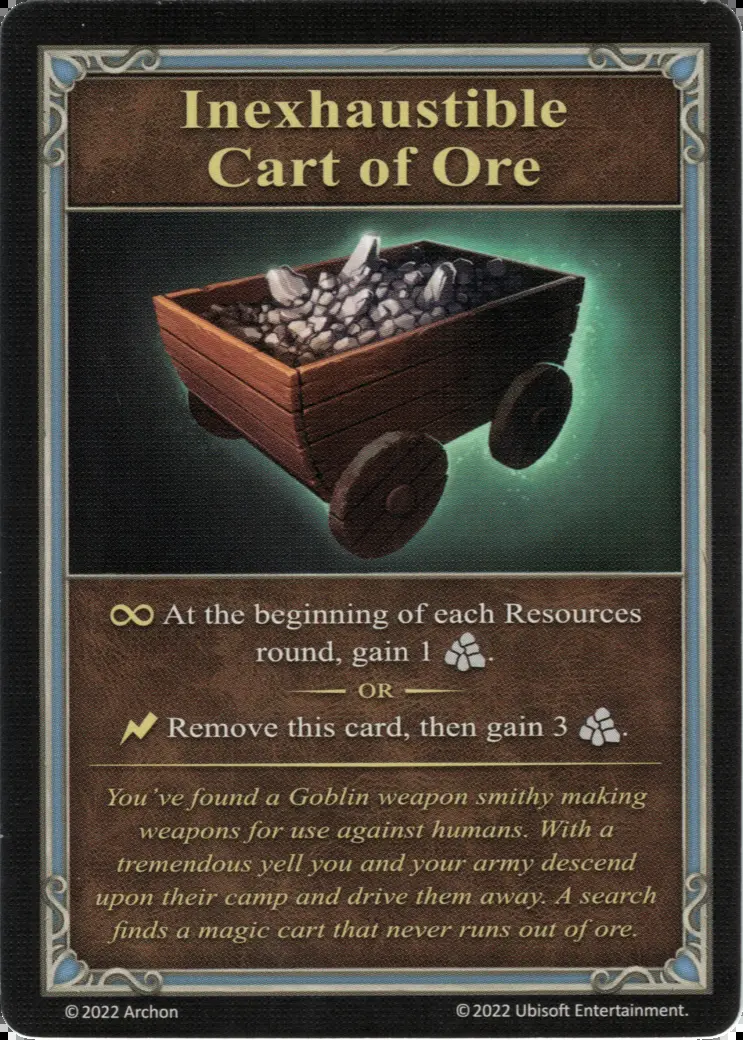 Inexhaustible
Cart of Ore
∞ At the beginning of each Resources
round, gain 1 .
OR
Remove this card, then gain 3 .
You've found a Goblin weapon smithy making
weapons for use against humans. With a
tremendous yell you and your army descend
upon their camp and drive them away. A search
finds a magic cart that never runs out of ore.
© 2022 Archon
© 2022 Ubisoft Entertainment.